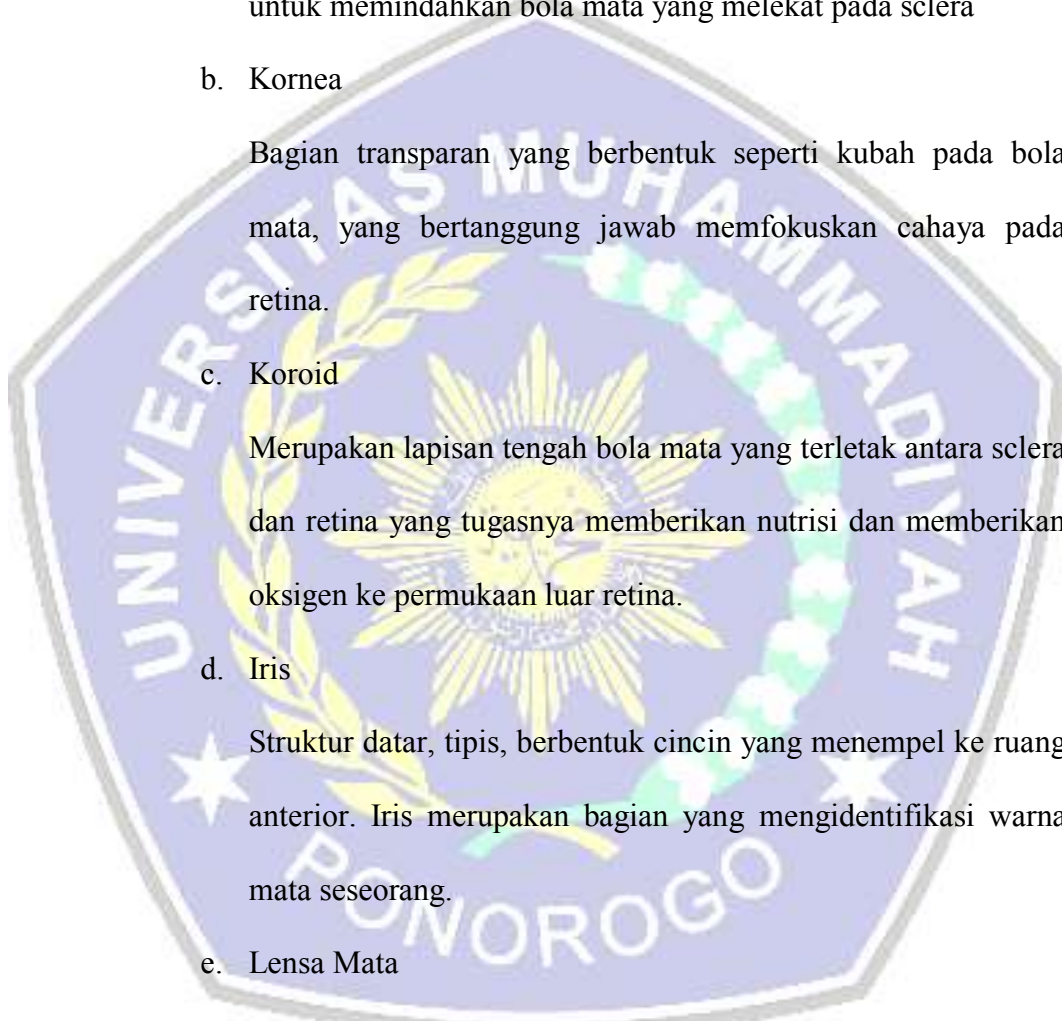 untuk memindahkan bola mata yang melekat pada sclera
b. Kornea
Bagian transparan yang berbentuk seperti kubah pada bola
mata, yang bertanggung jawab memfokuskan cahaya pada
retina.
c. Koroid
Merupakan lapisan tengah bola mata yang terletak antara sclera
dan retina yang tugasnya memberikan nutrisi dan memberikan
oksigen ke permukaan luar retina.
d. Iris
Struktur datar, tipis, berbentuk cincin yang menempel ke ruang
anterior. Iris merupakan bagian yang mengidentifikasi warna
mata seseorang.
e. Lensa Mata
UNIVERSITAS MUHAMMADIYAH
PONOROGO